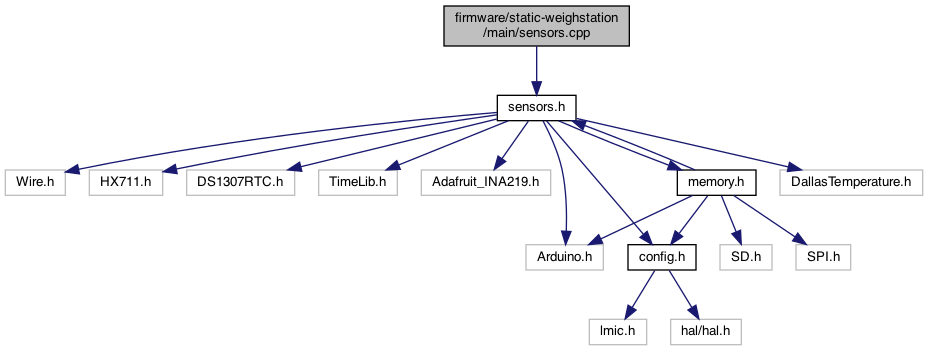 firmware/static-weighstation
/main/sensors.cpp
sensors.h
Wire.h
HX711.h
DS1307RTC.h
TimeLib.h
Adafruit_INA219.h
memory.h
DallasTemperature.h
Arduino.h
config.h
SD.h
SPI.h
lmic.h
hal/hal.h